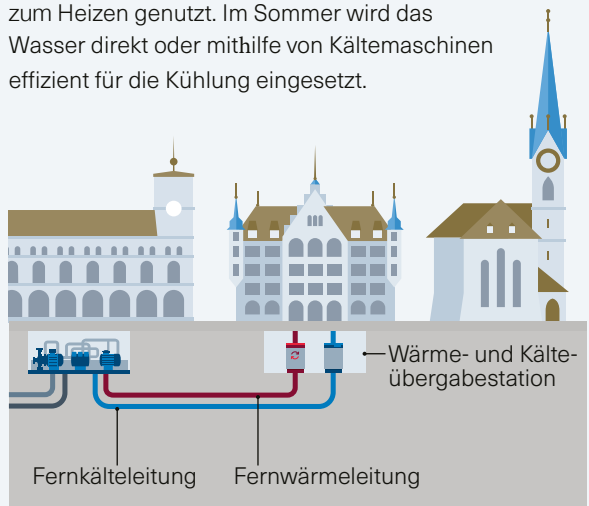 zum Heizen genutzt. Im Sommer wird das
Wasser direkt oder mithilfe von Kältemaschinen
effizient für die Kühlung eingesetzt.
Wärme- und Kälte-
übergabestation
Fernkälteleitung
Fernwärmeleitung